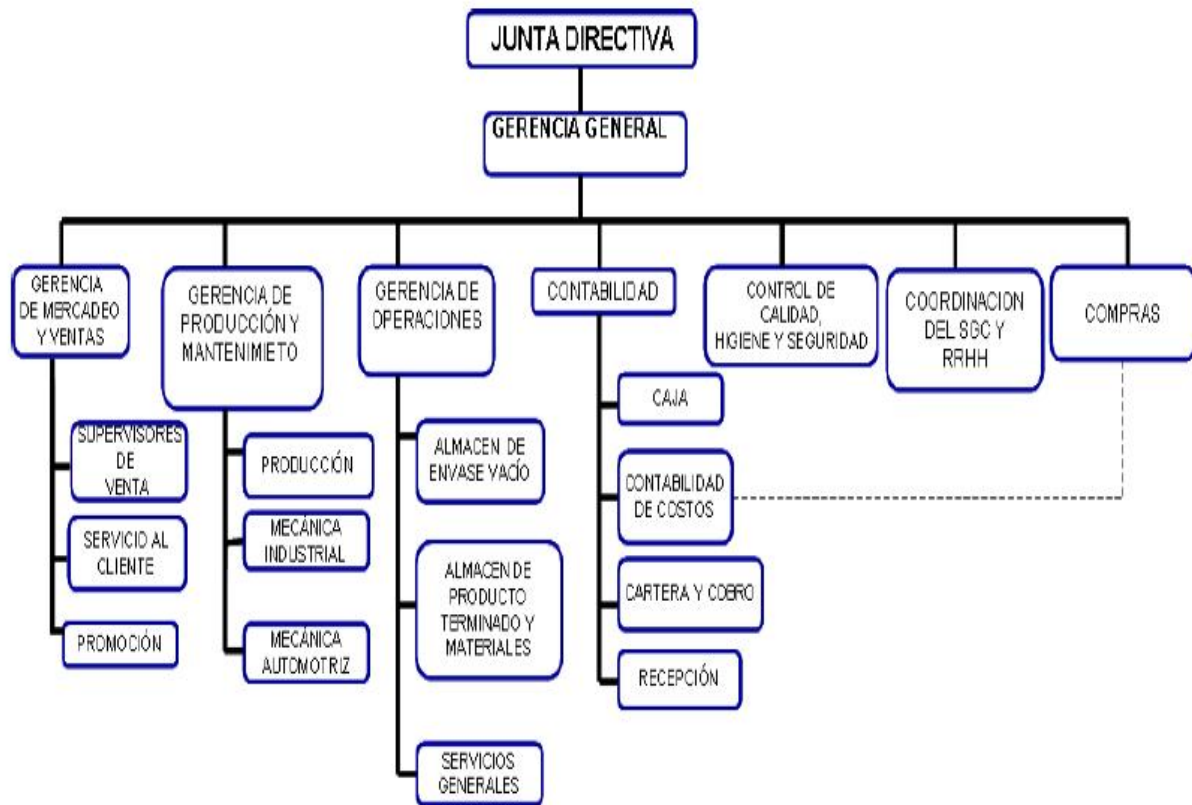 JUNTA DIRECTIVA
GERENCIA GENERAL
GERENCIA
DE MERCADEO
Y VENTAS
GERENCIA DE
PRODUCCIÓN Y
MANTENIMIETO
GERENCIA DE
OPERACIONES
CONTABILIDAD
CONTROL DE
CALIDAD,
HIGIENE Y SEGURIDAD
COORDINACION
DEL SGC Y
RRHH
COMPRAS
SUPERVISORES
DE
VENTA
SERVICIO AL
CLIENTE
PROMOCIÓN
PRODUCCIÓN
MECÁNICA
INDUSTRIAL
MECÁNICA
AUTOMOTRIZ
ALMACEN DE
ENVASE VACÍO
ALMACEN DE
PRODUCTO
TERMINADO Y
MATERIALES
SERVICIOS
GENERALES
CAJA
CONTABILIDAD
DE COSTOS
CARTERA Y COBRO
RECEPCIÓN